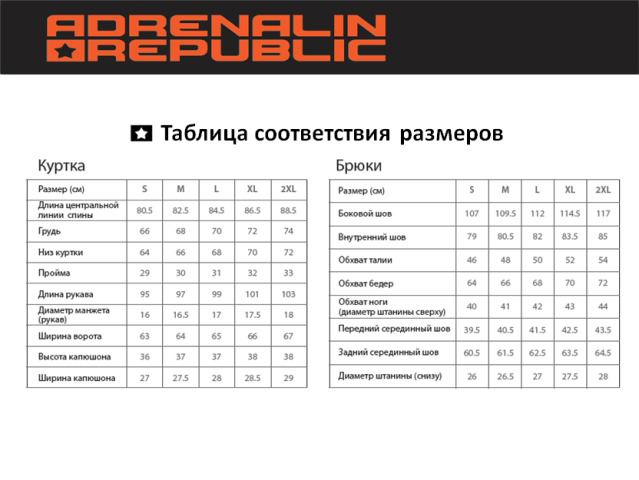 ADRENALIN
REPUBLIC
Таблица соответствия размеров
Куртка
Размер (см) S M L XL 2XL
Длина центральной
линии спины 80.5 82.5 84.5 86.5 88.5
Грудь 66 68 70 72 74
Низ куртки 64 66 68 70 72
Пройма 29 30 31 32 33
Длина рукава 95 97 99 101 103
Диаметр манжета
(рукав) 16 16.5 17 17.5 18
Ширина ворота 63 64 65 66 67
Высота капюшона 36 37 37 38 38
Ширина капюшона 27 27.5 28 28.5 29
Брюки
Размер (см) S M L XL 2XL
Боковой шов 107 109.5 112 114.5 117
Внутренний шов 79 80.5 82 83.5 85
Обхват талии 46 48 50 52 54
Обхват бедер 64 66 68 70 72
Обхват ноги
(диаметр штанины сверху) 40 41 42 43 44
Передний серединный шов 39.5 40.5 41.5 42.5 43.5
Задний серединный шов 60.5 61.5 62.5 63.5 64.5
Диаметр штанины (снизу) 26 26.5 27 27.5 28